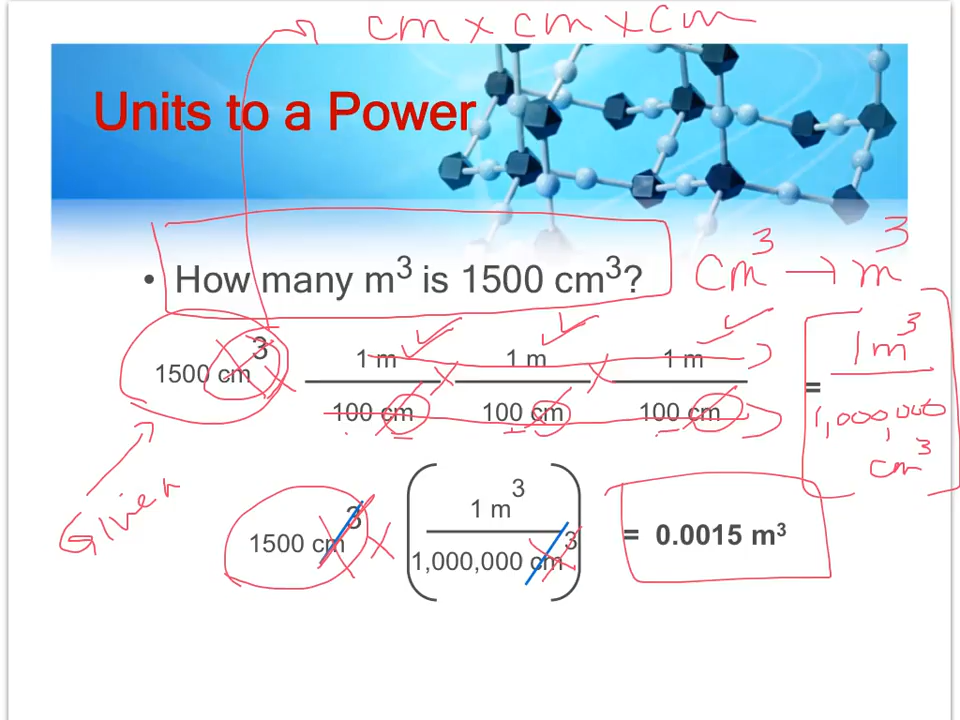 cm x cm x cm
Units to a Power
• How many m³ is 1500 cm³?
cm³ → m³
1500 cm³ x 1 m x 1 m x 1 m = 1 m³
100 cm 100 cm 100 cm 1,000,000
cm³
Given
1500 cm³ x (1 m³
1,000,000 cm³) = 0.0015 m³